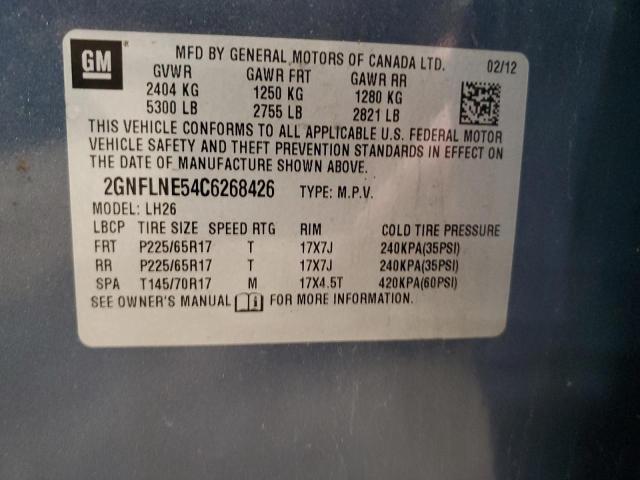 GM
MFD BY GENERAL MOTORS OF CANADA LTD. 02/12
GVWR GAWR FRT GAWR RR
2404 KG 1250 KG 1280 KG
5300 LB 2755 LB 2821 LB
THIS VEHICLE CONFORMS TO ALL APPLICABLE U.S. FEDERAL MOTOR
VEHICLE SAFETY AND THEFT PREVENTION STANDARDS IN EFFECT ON
THE DATE OF MANUFACTURE SHOWN ABOVE.
2GNFLNE54C6268426 TYPE: M.P.V.
MODEL: LH26
LBCP TIRE SIZE SPEED RTG RIM COLD TIRE PRESSURE
FRT P225/65R17 T 17X7J 240KPA(35PSI)
RR P225/65R17 T 17X7J 240KPA(35PSI)
SPA T145/70R17 M 17X4.5T 420KPA(60PSI)
SEE OWNER'S MANUAL FOR MORE INFORMATION.